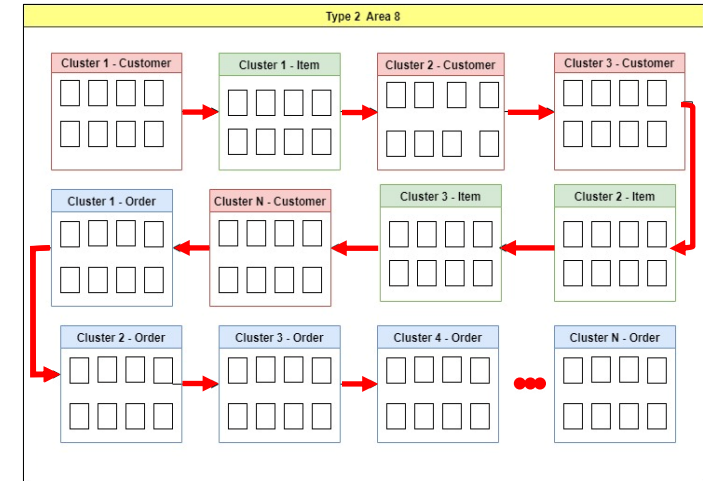 Type 2 Area 8
Cluster 1 - Customer
Cluster 1 - Item
Cluster 2 - Customer
Cluster 3 - Customer
Cluster 1 - Order
Cluster N - Customer
Cluster 3 - Item
Cluster 2 - Item
Cluster 2 - Order
Cluster 3 - Order
Cluster 4 - Order
Cluster N - Order